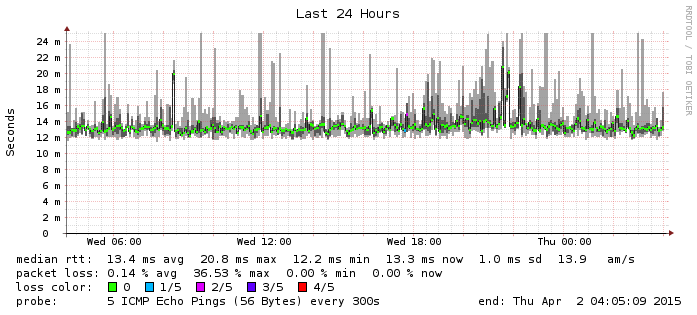 Last 24 Hours
RRDTOOL / TOBI OETIKER
Seconds
24 m
22 m
20 m
18 m
16 m
14 m
12 m
10 m
8 m
6 m
4 m
2 m
0
Wed 06:00 Wed 12:00 Wed 18:00 Thu 00:00
median rtt: 13.4 ms avg 20.8 ms max 12.2 ms min 13.3 ms now 1.0 ms sd 13.9 am/s
packet loss: 0.14 % avg 36.53 % max 0.00 % min 0.00 % now
loss color: 0 1/5 2/5 3/5 4/5
probe: 5 ICMP Echo Pings (56 Bytes) every 300s end: Thu Apr 2 04:05:09 2015